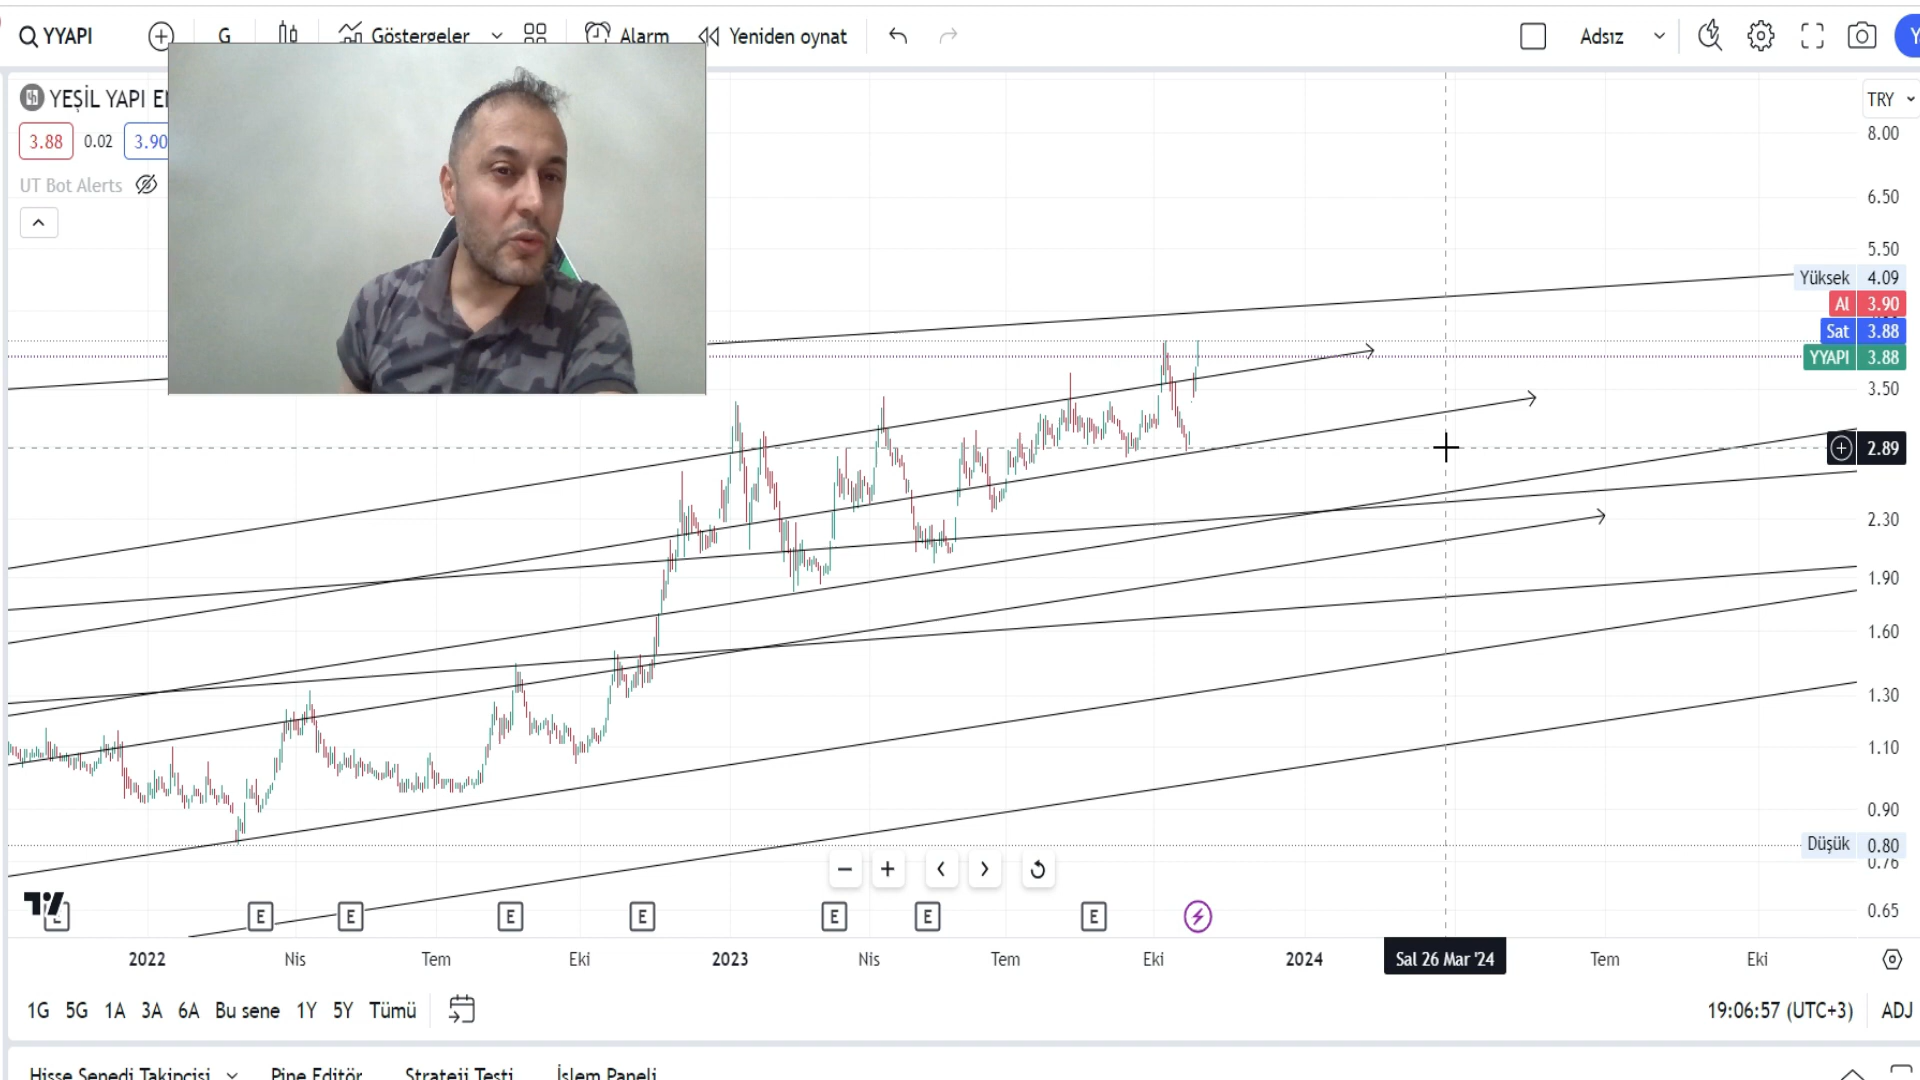 YYAPI G Göstergeler Alarm Yeniden oynat Adsız Y
YEŞİL YAPI
TRY
3.88 0.02 3.90
UT Bot Alerts
8.00
6.50
5.50
Yüksek 4.09
Al 3.90
Sat 3.88
YYAPI 3.88
3.50
2.89
2.30
1.90
1.60
1.30
1.10
0.90
Düşük 0.80
0.76
0.65
E E E E E E E
2022 Nis Tem Eki 2023 Nis Tem Eki 2024 Sal 26 Mar '24 Tem Eki
1G 5G 1A 3A 6A Bu sene 1Y 5Y Tümü 19:06:57 (UTC+3) ADJ
Hisse Senedi Takipçisi Pine Editör Strateji Testi İşlem Paneli